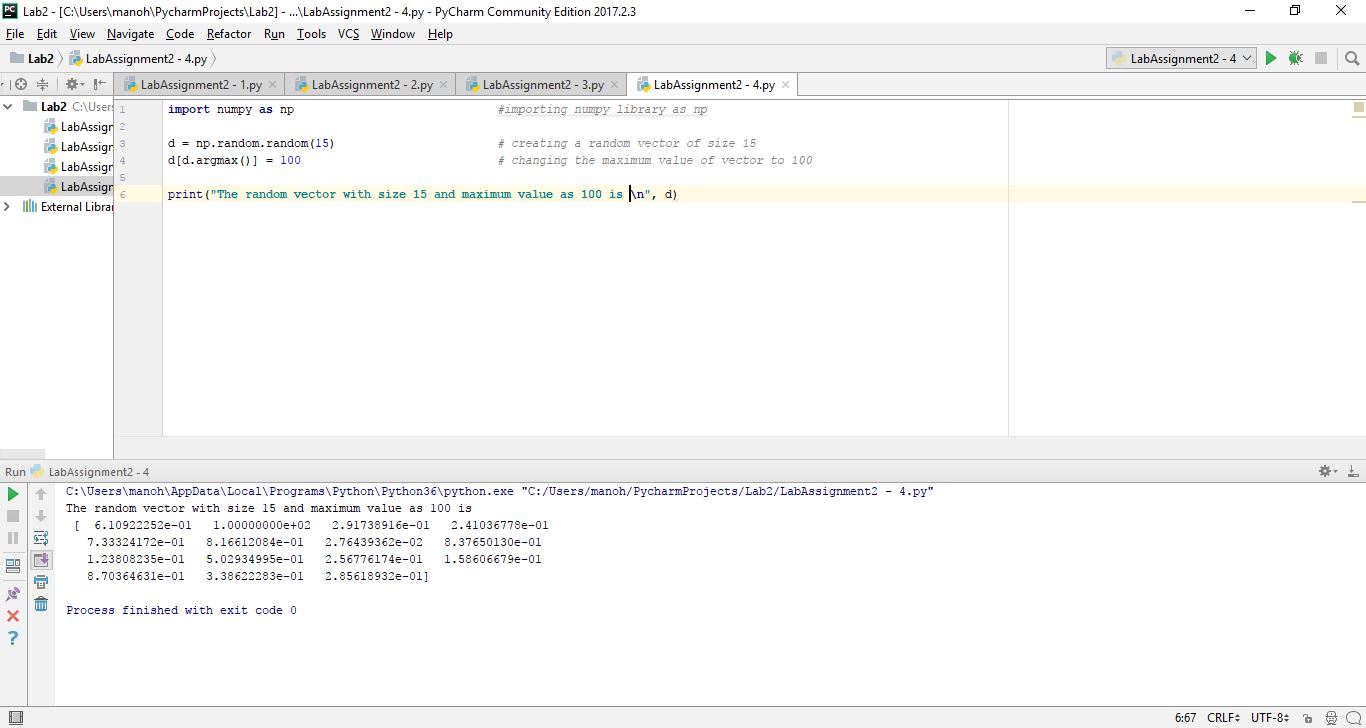 Lab2 - [C:\Users\manoh\PycharmProjects\Lab2] - ...\LabAssignment2 - 4.py - PyCharm Community Edition 2017.2.3
File Edit View Navigate Code Refactor Run Tools VCS Window Help
Lab2 LabAssignment2 - 4.py LabAssignment2 - 4
LabAssignment2 - 1.py LabAssignment2 - 2.py LabAssignment2 - 3.py LabAssignment2 - 4.py
Lab2 C:\Users
LabAssign
LabAssign
LabAssign
LabAssign
External Libra
1 import numpy as np #importing numpy library as np
2
3 d = np.random.random(15) # creating a random vector of size 15
4 d[d.argmax()] = 100 # changing the maximum value of vector to 100
5
6 print("The random vector with size 15 and maximum value as 100 is \n", d)
Run LabAssignment2 - 4
C:\Users\manoh\AppData\Local\Programs\Python\Python36\python.exe "C:/Users/manoh/PycharmProjects/Lab2/LabAssignment2 - 4.py"
The random vector with size 15 and maximum value as 100 is
[ 6.10922252e-01 1.00000000e+02 2.91738916e-01 2.41036778e-01
7.33324172e-01 8.16612084e-01 2.76439362e-02 8.37650130e-01
1.23808235e-01 5.02934995e-01 2.56776174e-01 1.58606679e-01
8.70364631e-01 3.38622283e-01 2.85618932e-01]
Process finished with exit code 0
6:67 CRLF UTF-8